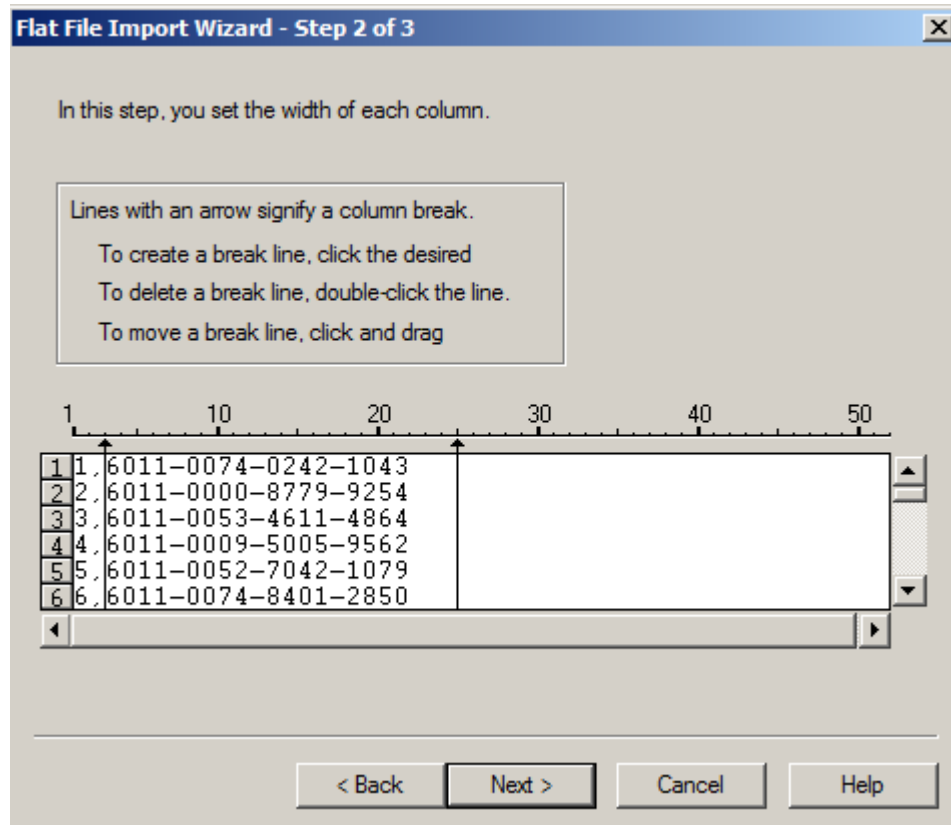 Flat File Import Wizard - Step 2 of 3
In this step, you set the width of each column.
Lines with an arrow signify a column break.
To create a break line, click the desired
To delete a break line, double-click the line.
To move a break line, click and drag
1 10 20 30 40 50
1 1,6011-0074-0242-1043
2 2,6011-0000-8779-9254
3 3,6011-0053-4611-4864
4 4,6011-0009-5005-9562
5 5,6011-0052-7042-1079
6 6,6011-0074-8401-2850
< Back Next > Cancel Help